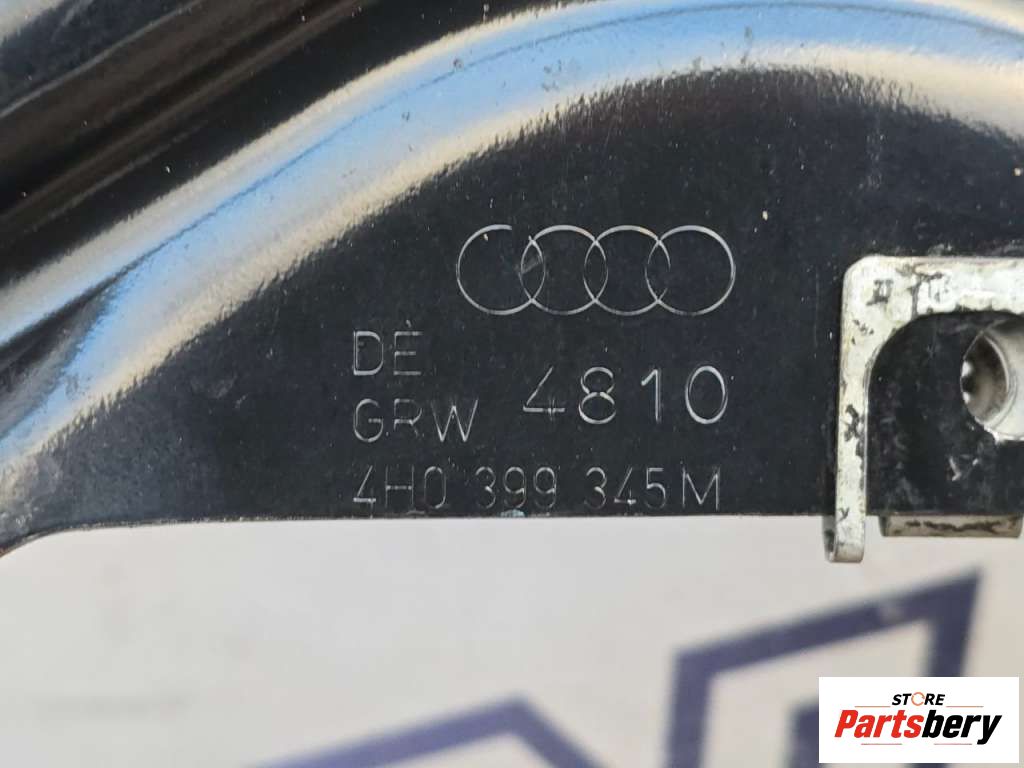 DE
GRW 4810
4H0 399 345M
STORE
Partsbery